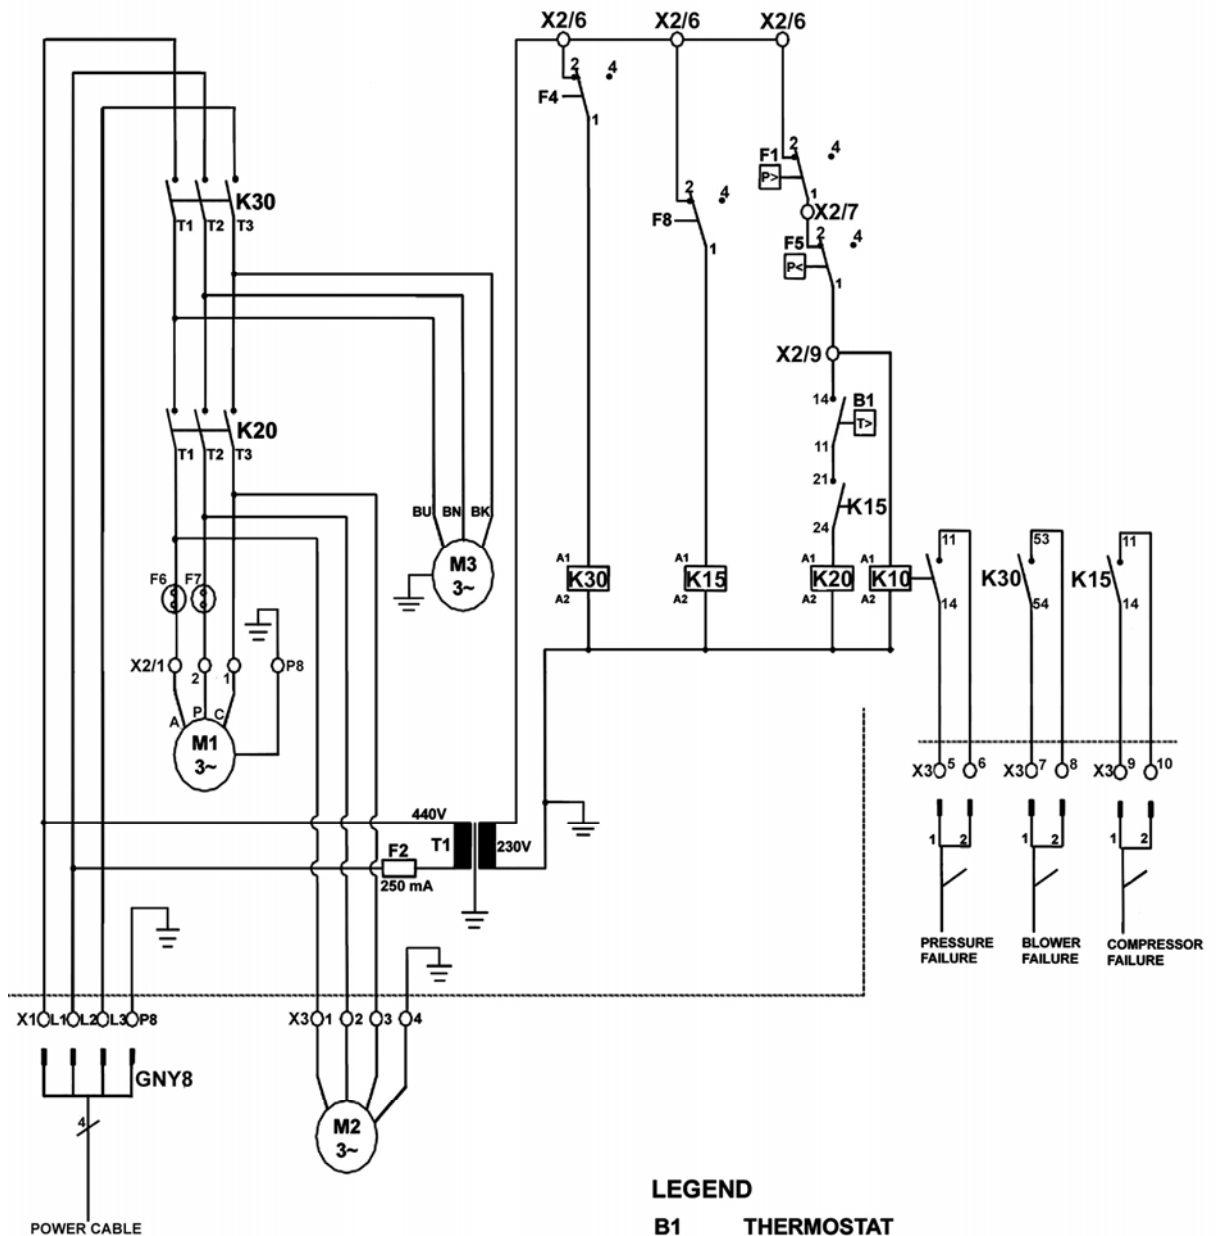 X2/6 X2/6 X2/6
2 4
F4
1
2 4
F1
P>
1
X2/7
2 4
F8
1
2 4
F5
P<
1
K30
T1 T2 T3
X2/9
14 B1
T>
11
K20
T1 T2 T3
21
K15
24
BU BN BK
M3
3~
F6 F7
A1 A1 A1 A1
K30 K15 K20 K10
A2 A2 A2 A2
11 53 11
K30 K15
14 54 14
X2/1 2 1 P8
A P C
M1
3~
X3 5 6 X3 7 8 X3 9 10
440V
T1 230V
F2
250 mA
1 2 1 2 1 2
PRESSURE
FAILURE
BLOWER
FAILURE
COMPRESSOR
FAILURE
X1 L1 L2 L3 P8
X3 1 2 3 4
GNY8
4
M2
3~
POWER CABLE
LEGEND
B1 THERMOSTAT